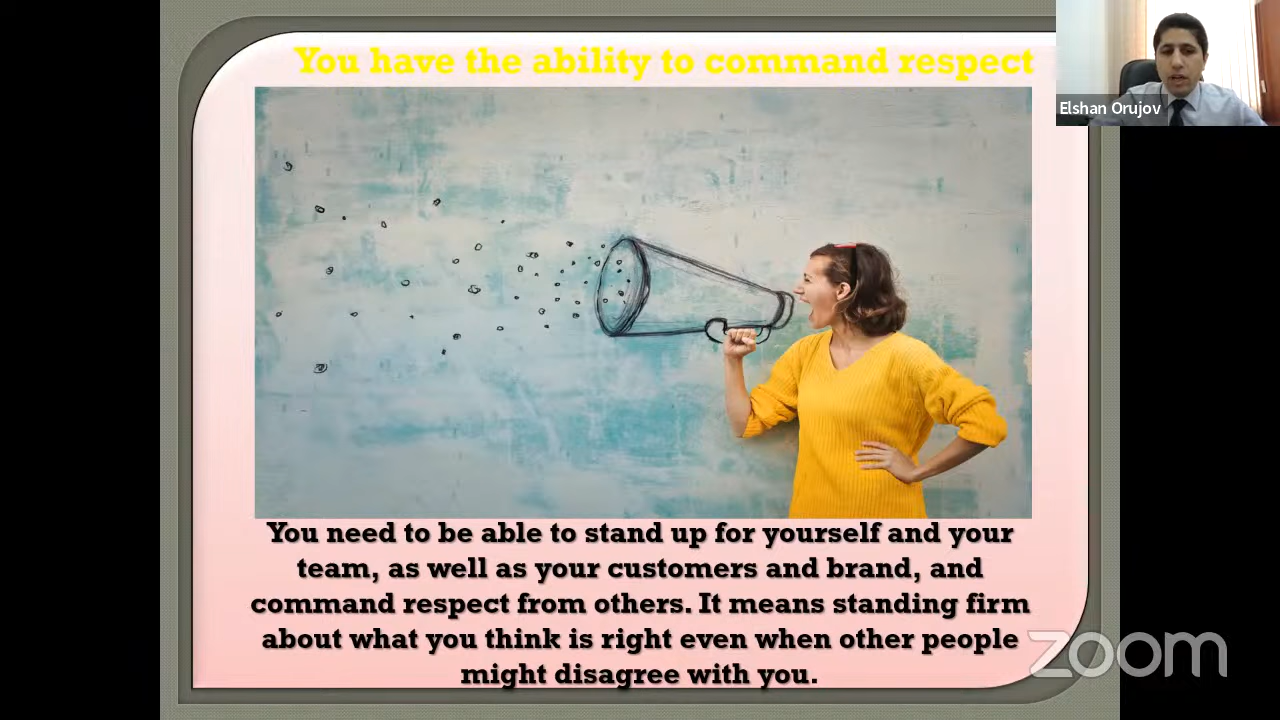 You have the ability to command respect
Elshan Orujov
You need to be able to stand up for yourself and your
team, as well as your customers and brand, and
command respect from others. It means standing firm
about what you think is right even when other people
might disagree with you.
zoom